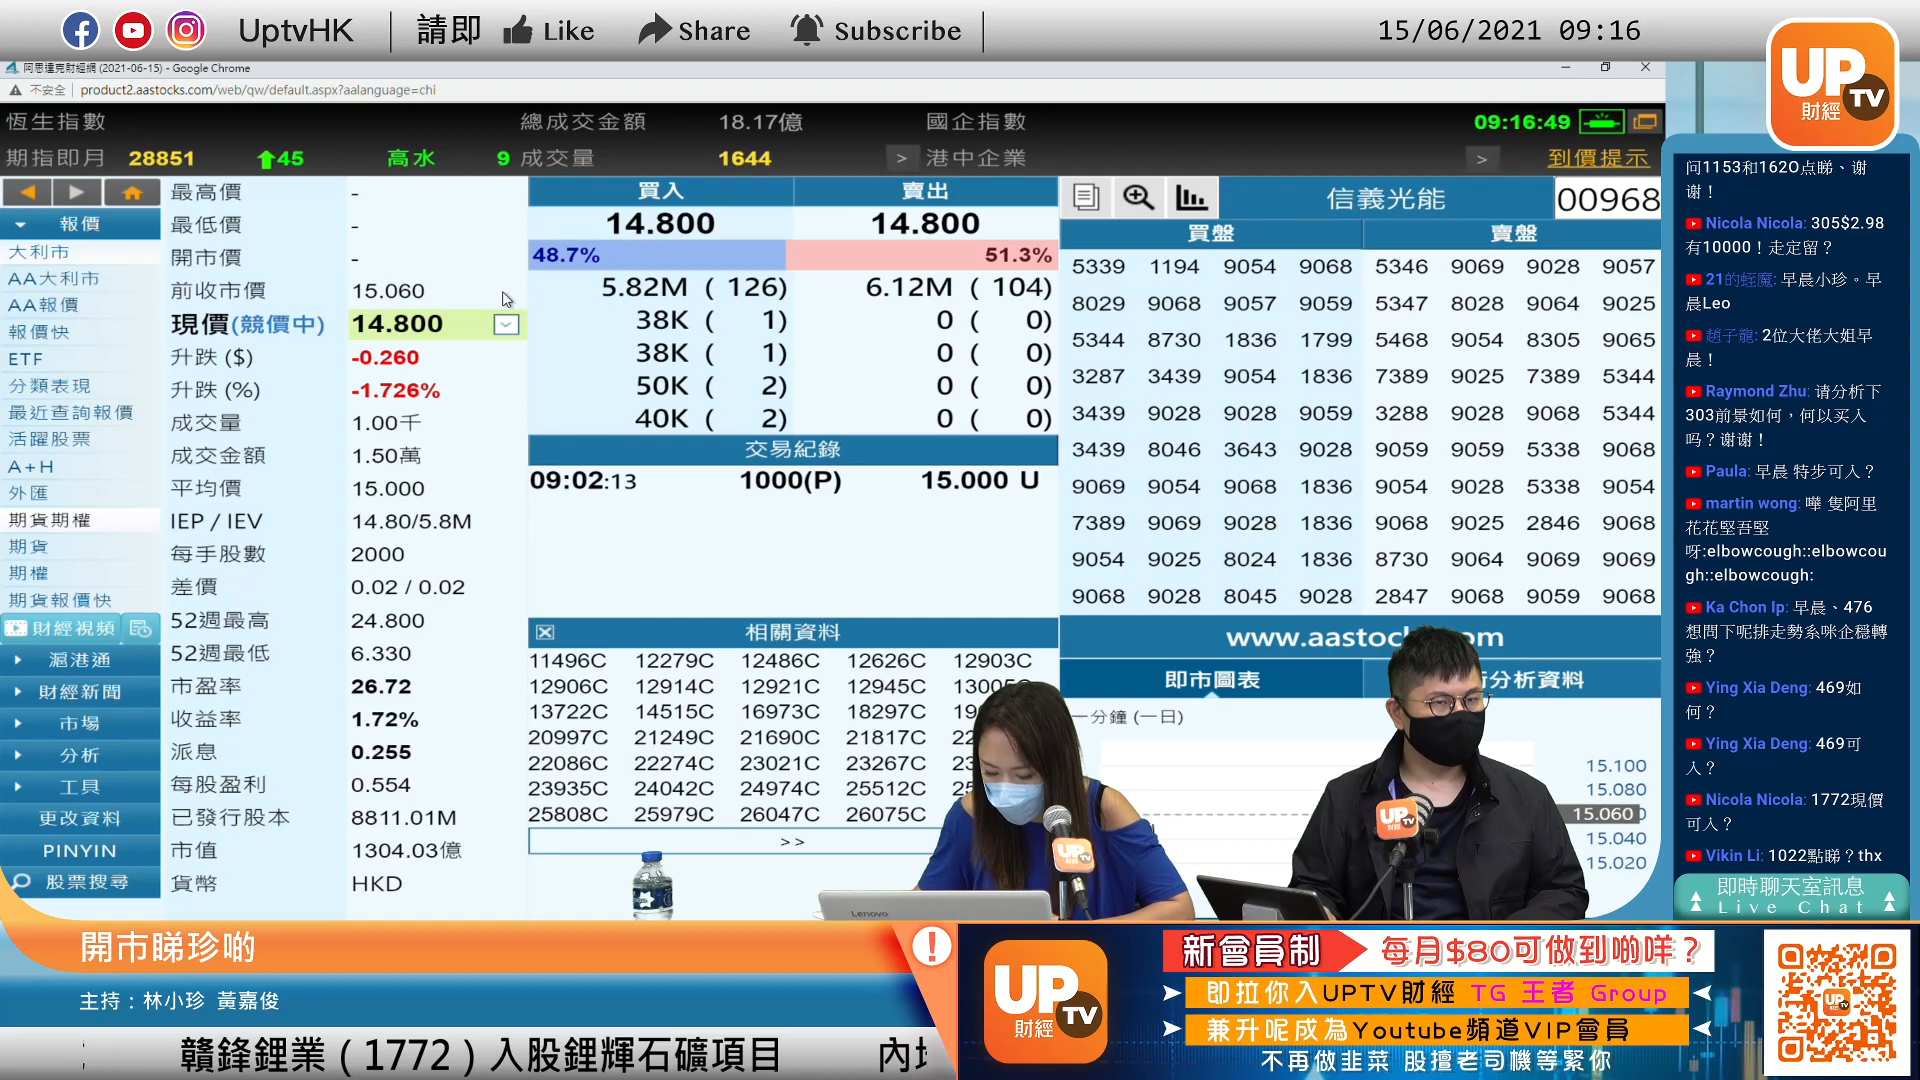 UptvHK 請即 Like Share Subscribe 15/06/2021 09:16
阿思達克財經網 (2021-06-15) - Google Chrome
不安全 product2.aastocks.com/web/qw/default.aspx?aalanguage=chi
恆生指數 總成交金額 18.17億 國企指數 09:16:49
期指即月 28851 45 高水 9 成交量 1644 > 港中企業 > 到價提示
報價
大利市
AA大利市
AA報價
報價快
ETF
分類表現
最近查詢報價
活躍股票
A+H
外匯
期貨期權
期貨
期權
期貨報價快
財經視頻
滬港通
財經新聞
市場
分析
工具
更改資料
PINYIN
股票搜尋
最高價 -
最低價 -
開市價 -
前收市價 15.060
現價(競價中) 14.800
升跌 ($) -0.260
升跌 (%) -1.726%
成交量 1.00千
成交金額 1.50萬
平均價 15.000
IEP / IEV 14.80/5.8M
每手股數 2000
差價 0.02 / 0.02
52週最高 24.800
52週最低 6.330
市盈率 26.72
收益率 1.72%
派息 0.255
每股盈利 0.554
已發行股本 8811.01M
市值 1304.03億
貨幣 HKD
買入 賣出
14.800 14.800
48.7% 51.3%
5.82M ( 126) 6.12M ( 104)
38K ( 1) 0 ( 0)
38K ( 1) 0 ( 0)
50K ( 2) 0 ( 0)
40K ( 2) 0 ( 0)
交易紀錄
09:02:13 1000(P) 15.000 U
相關資料
11496C 12279C 12486C 12626C 12903C
12906C 12914C 12921C 12945C 13005C
13722C 14515C 16973C 18297C
20997C 21249C 21690C 21817C
22086C 22274C 23021C 23267C
23935C 24042C 24974C 25512C
25808C 25979C 26047C 26075C
>>
信義光能 00968
買盤 賣盤
5339 1194 9054 9068 5346 9069 9028 9057
8029 9068 9057 9059 5347 8028 9064 9025
5344 8730 1836 1799 5468 9054 8305 9065
3287 3439 9054 1836 7389 9025 7389 5344
3439 9028 9028 9059 3288 9028 9068 5344
3439 8046 3643 9028 9059 9059 5338 9068
9069 9054 9068 1836 9054 9028 5338 9054
7389 9069 9028 1836 9068 9025 2846 9068
9054 9025 8024 1836 8730 9064 9069 9069
9068 9028 8045 9028 2847 9068 9059 9068
即市圖表 分析資料
一分鐘 (一日)
15.100
15.080
15.060
15.040
15.020
Lenovo
UP TV 財經
问1153和162O点睇、谢
谢！
Nicola Nicola: 305$2.98
有10000！走定留？
21的蛭魔: 早晨小珍。早
晨Leo
趙子龍: 2位大佬大姐早
晨！
Raymond Zhu: 请分析下
303前景如何，何以买入
吗？谢谢！
Paula: 早晨 特步可入？
martin wong: 嘩 隻阿里
花花堅吾堅
呀:elbowcough::elbowcou
gh::elbowcough:
Ka Chon Ip: 早晨、476
想問下呢排走勢糸咪企穩轉
強？
Ying Xia Deng: 469如
何？
Ying Xia Deng: 469可
入？
Nicola Nicola: 1772現價
可入？
Vikin Li: 1022點睇？thx
即時聊天室訊息
Live Chat
開市睇珍啲
主持：林小珍 黃嘉俊
贛鋒鋰業（1772）入股鋰輝石礦項目
UP TV 財經
新會員制 每月$80可做到啲咩？
即拉你入UPTV財經 TG 王者 Group
兼升呢成為Youtube頻道VIP會員
不再做韭菜 股擅老司機等緊你